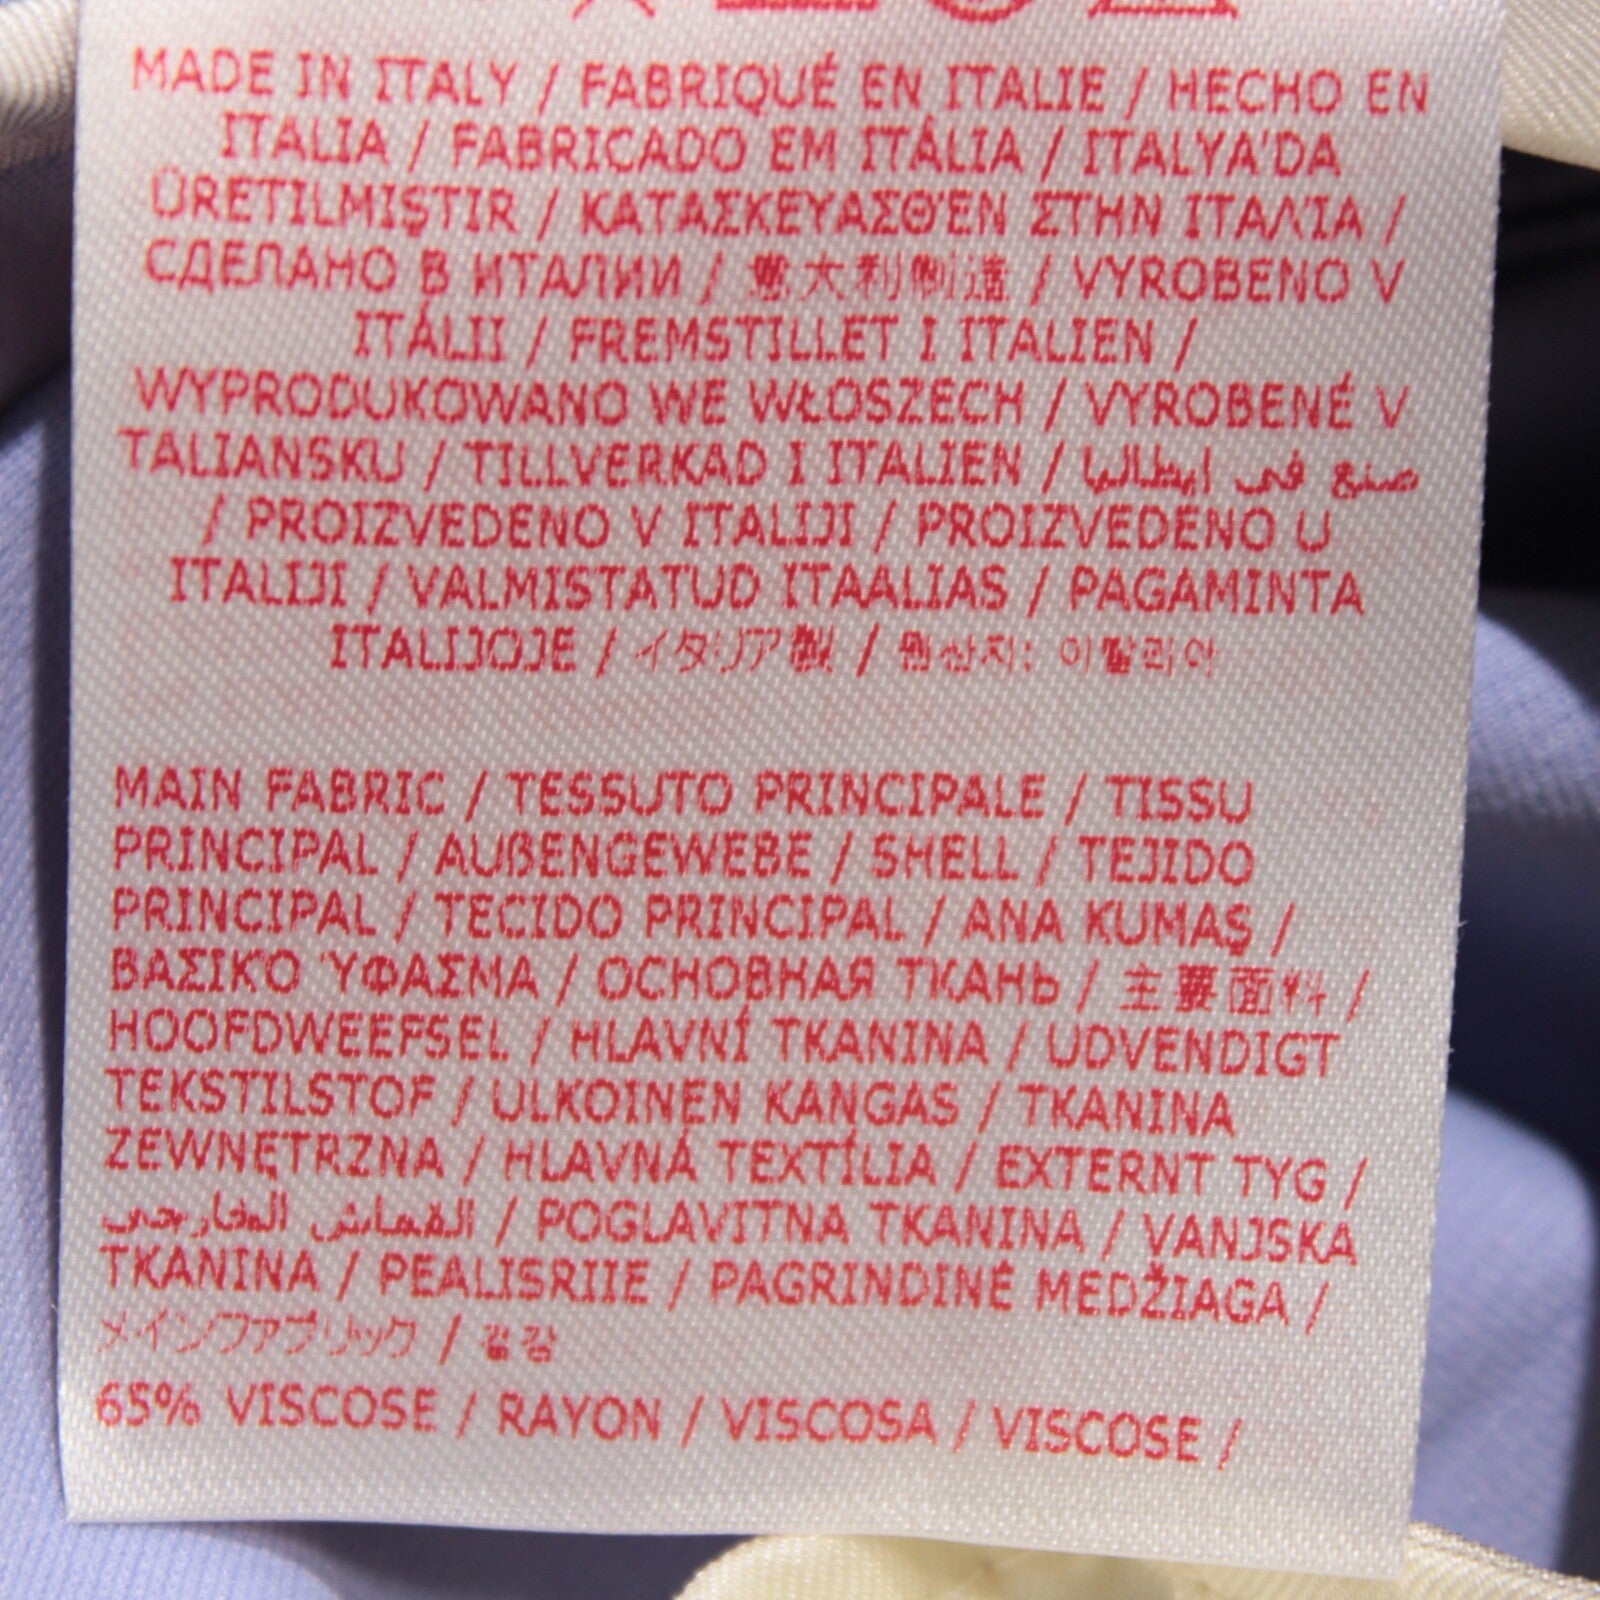 MADE IN ITALY / FABRIQUÉ EN ITALIE / HECHO EN
ITALIA / FABRICADO EM ITÁLIA / ITALYA'DA
ÜRETILMIŞTIR / ΚΑΤΑΣΚΕΥΑΣΘΈΝ ΣΤΗΝ ΙΤΑΛΊΑ /
СДЕЛАНО В ИТАЛИИ / 意大利制造 / VYROBENO V
ITÁLII / FREMSTILLET I ITALIEN /
WYPRODUKOWANO WE WŁOSZECH / VYROBENÉ V
TALIANSKU / TILLVERKAD I ITALIEN / صنع في ايطاليا
/ PROIZVEDENO V ITALIJI / PROIZVEDENO U
ITALIJI / VALMISTATUD ITAALIAS / PAGAMINTA
ITALIJOJE / イタリア製 / 원산지: 이탈리아
MAIN FABRIC / TESSUTO PRINCIPALE / TISSU
PRINCIPAL / AUßENGEWEBE / SHELL / TEJIDO
PRINCIPAL / TECIDO PRINCIPAL / ANA KUMAŞ /
ΒΑΣΙΚΌ ΎΦΑΣΜΑ / ОСНОВНАЯ ТКАНЬ / 主要面料 /
HOOFDWEEFSEL / HLAVNÍ TKANINA / UDVENDIGT
TEKSTILSTOF / ULKOINEN KANGAS / TKANINA
ZEWNĘTRZNA / HLAVNÁ TEXTÍLIA / EXTERNT TYG /
القماش الخارجي / POGLAVITNA TKANINA / VANJSKA
TKANINA / PEALISRIIE / PAGRINDINĖ MEDŽIAGA /
メインファブリック / 겉감
65% VISCOSE / RAYON / VISCOSA / VISCOSE /